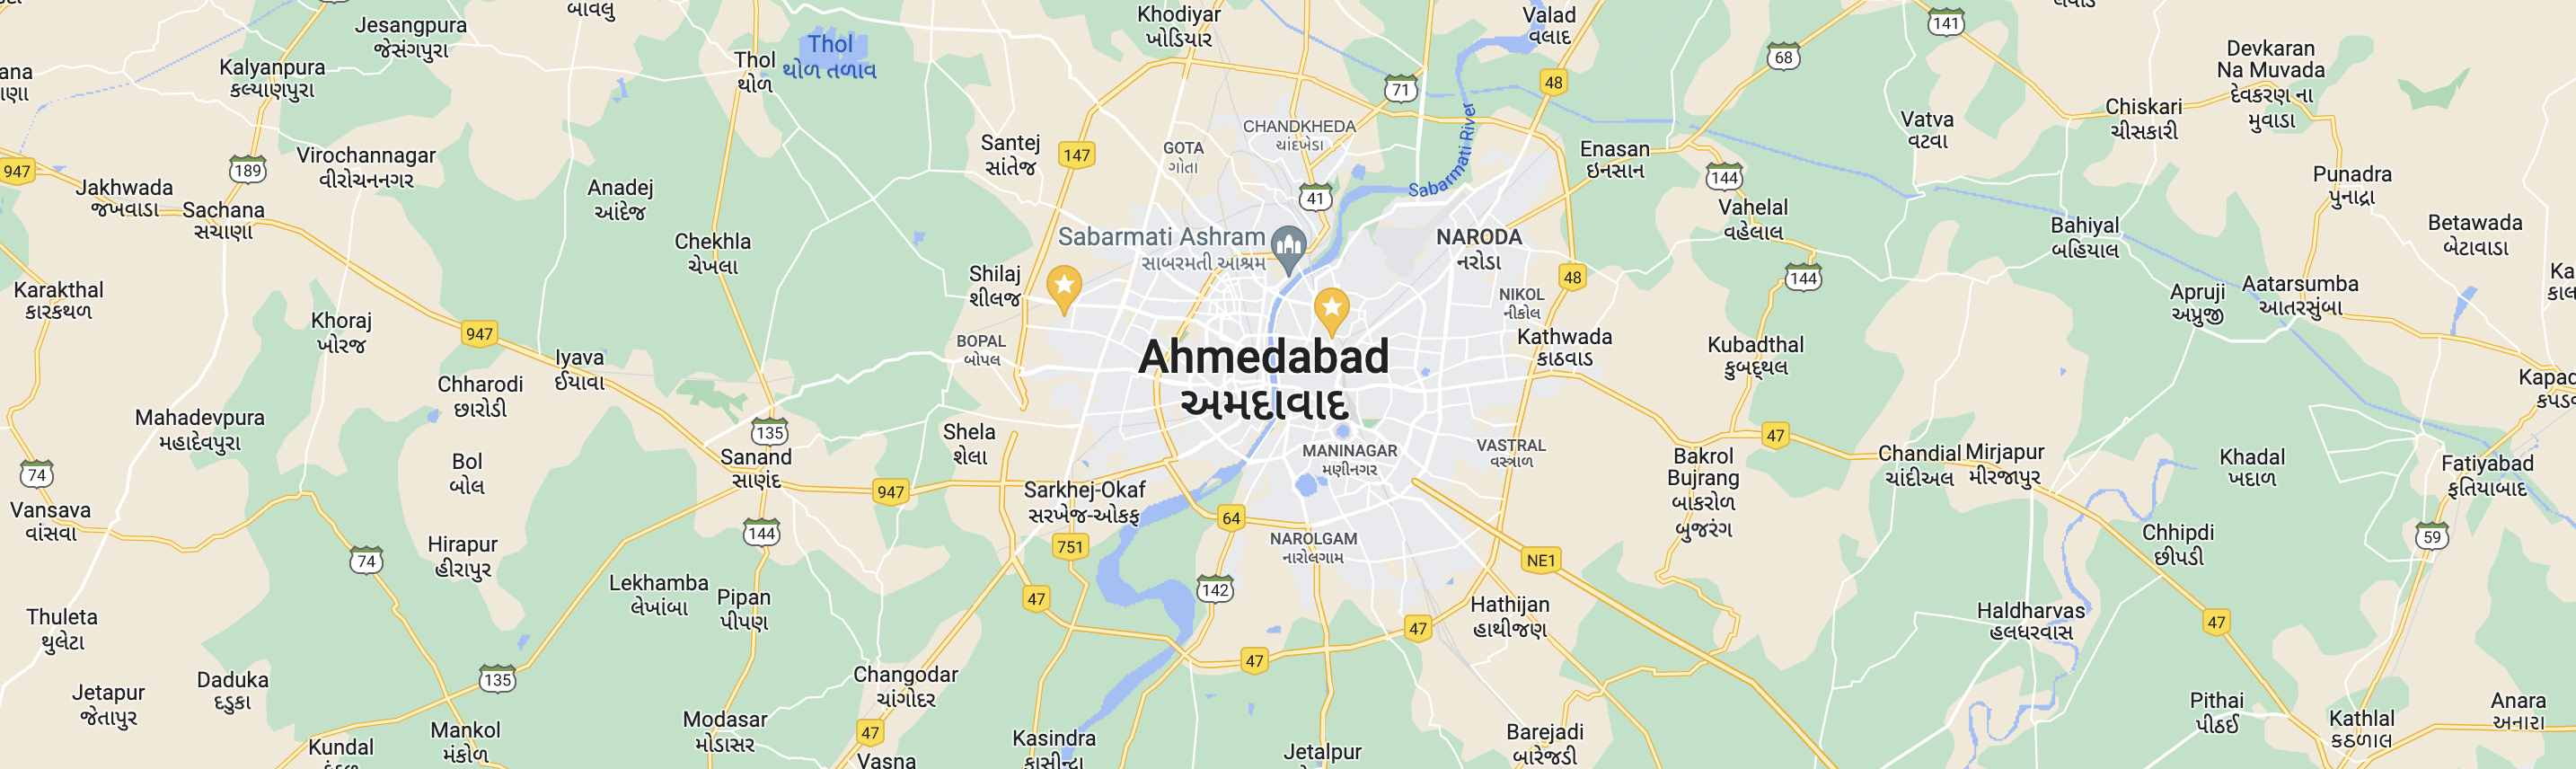 Jesangpura
જેસંગપુરા
બાવલુ
Khodiyar
ખોડિયાર
Valad
વલાદ
141
Thol
થોળ તળાવ
Thol
થોળ
Kalyanpura
કલ્યાણપુરા
68
Devkaran
Na Muvada
દેવકરણ ના
મુવાડા
71
48
Chiskari
ચીસકારી
Vatva
વટવા
CHANDKHEDA
ચાંદખેડા
Sabarmati River
GOTA
ગોતા
Santej
સાંતેજ
147
Enasan
ઇનસાન
Virochannagar
વીરોચનનગર
947
189
Jakhwada
જખવાડા
Sachana
સચાણા
Anadej
આંદેજ
41
144
Punadra
પુનાદ્રા
Vahelal
વહેલાલ
Bahiyal
બહિયાલ
Betawada
બેટાવાડા
Chekhla
ચેખલા
Sabarmati Ashram
સાબરમતી આશ્રમ
NARODA
નરોડા
48
144
Shilaj
શીલજ
Karakthal
કારકથળ
NIKOL
નીકોલ
Apruji
અપ્રુજી
Aatarsumba
આતરસુંબા
Khoraj
ખોરજ
947
BOPAL
બોપલ
Ahmedabad
અમદાવાદ
Kathwada
કાઠવાડ
Kubadthal
કુબદ્થલ
Iyava
ઈયાવા
Chharodi
છારોડી
Mahadevpura
મહાદેવપુરા
135
Shela
શેલા
47
Sanand
સાણંદ
MANINAGAR
મણીનગર
VASTRAL
વસ્ત્રાળ
Bakrol
Bujrang
બાકરોળ
બુજરંગ
Chandial
ચાંદીઅલ
Mirjapur
મીરજાપુર
Khadal
ખદાળ
Fatiyabad
ફતિયાબાદ
Bol
બોલ
74
947
Sarkhej-Okaf
સરખેજ-ઓકફ
Vansava
વાંસવા
64
144
751
NAROLGAM
નારોલગામ
NE1
Chhipdi
છીપડી
59
Hirapur
હીરાપુર
74
Lekhamba
લેખાંબા
Pipan
પીપણ
47
142
Hathijan
હાથીજણ
Haldharvas
હલધરવાસ
47
47
Thuleta
થુલેટા
47
Daduka
દડુકા
135
Changodar
ચાંગોદર
Jetapur
જેતાપુર
Pithai
પીઠઈ
Anara
અનારા
Kathlal
કઠળાલ
Mankol
મંકોળ
Modasar
મોડાસર
47
Kundal
Kasindra
કાસીન્દ્રા
Jetalpur
Barejadi
બારેજડી
Vasna